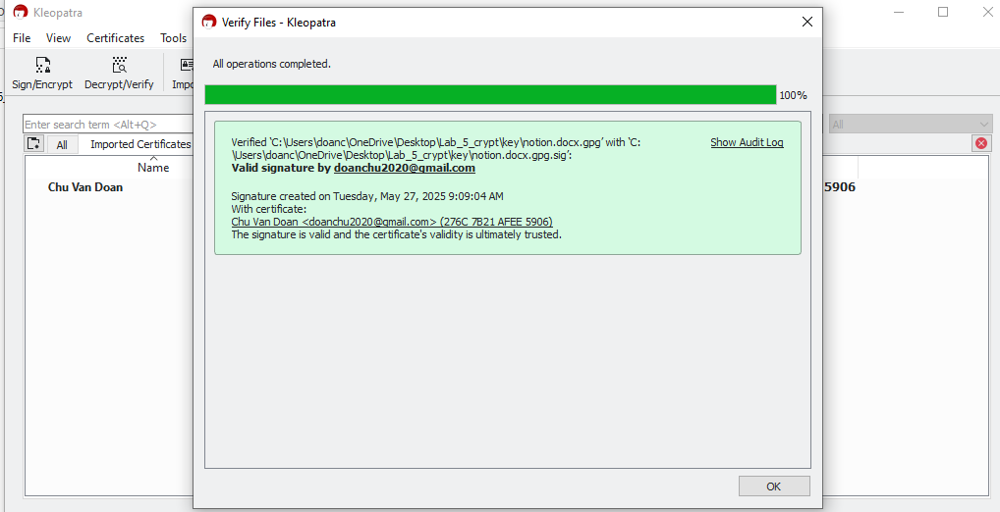 Kleopatra
File View Certificates Tools
Sign/Encrypt Decrypt/Verify
Enter search term <Alt+Q>
All
All Imported Certificates
Name
Chu Van Doan
5906
Verify Files - Kleopatra
All operations completed.
100%
Verified ‘C:\Users\doanc\OneDrive\Desktop\Lab_5_crypt\key\notion.docx.gpg’ with ‘C:
\Users\doanc\OneDrive\Desktop\Lab_5_crypt\key\notion.docx.gpg.sig’:
Show Audit Log
Valid signature by doanchu2020@gmail.com
Signature created on Tuesday, May 27, 2025 9:09:04 AM
With certificate:
Chu Van Doan <doanchu2020@gmail.com> (276C 7B21 AFEE 5906)
The signature is valid and the certificate's validity is ultimately trusted.
OK